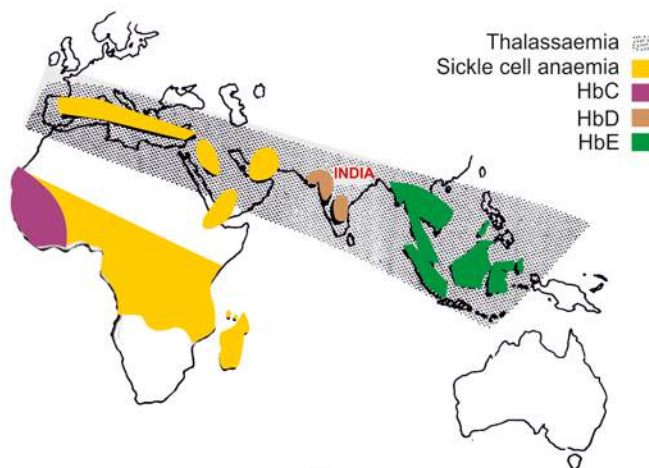 Thalassaemia
Sickle cell anaemia
HbC
HbD
HbE
INDIA